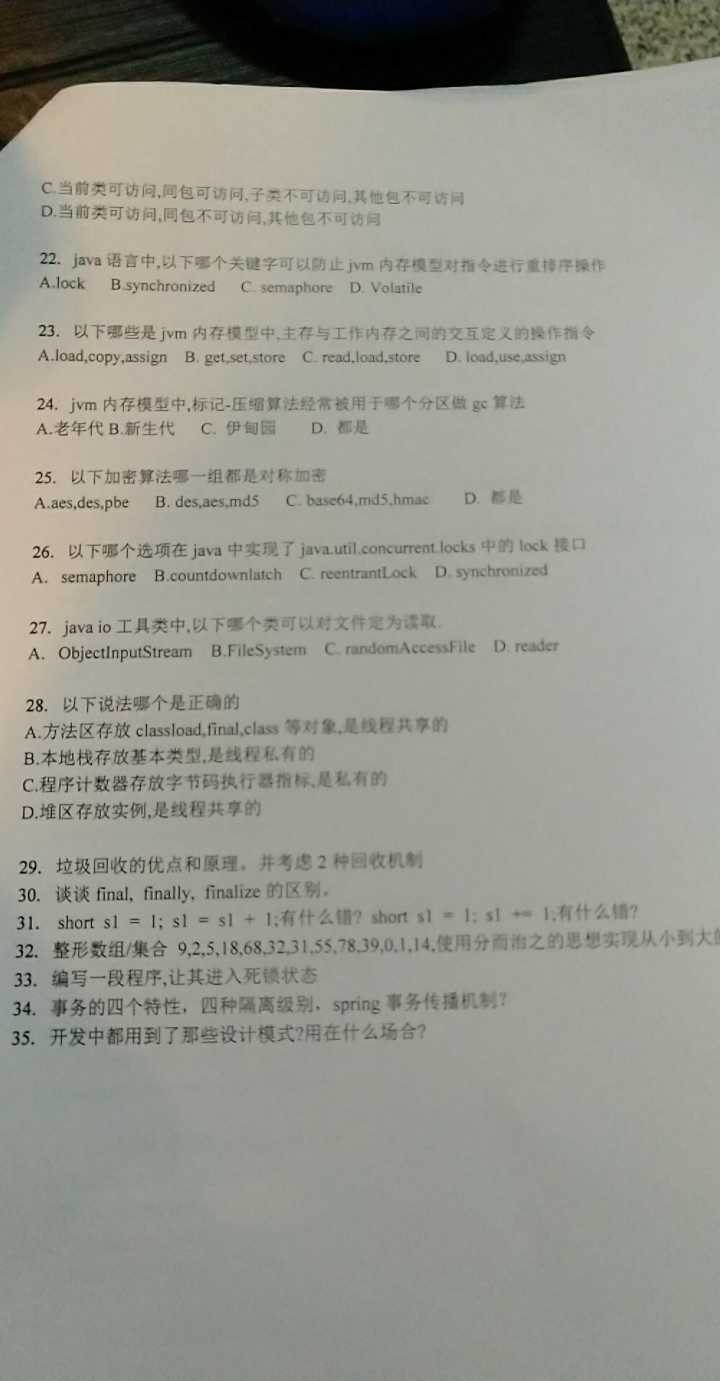 C.当前类可访问,同包可访问,子类不可访问,其他包不可访问
D.当前类可访问,同包不可访问,其他包不可访问
22. java 语言中,以下哪个关键字可以防止 jvm 内存模型对指令进行重排序操作
A.lock B.synchronized C. semaphore D. Volatile
23. 以下哪些是 jvm 内存模型中,主存与工作内存之间的交互定义的操作指令
A.load,copy,assign B. get,set,store C. read,load,store D. load,use,assign
24. jvm 内存模型中,标记-压缩算法经常被用于哪个分区做 gc 算法
A.老年代 B.新生代 C. 伊甸园 D. 都是
25. 以下加密算法哪一组都是对称加密
A.aes,des,pbe B. des,aes,md5 C. base64,md5,hmac D. 都是
26. 以下哪个选项在 java 中实现了 java.util.concurrent.locks 中的 lock 接口
A. semaphore B.countdownlatch C. reentrantLock D. synchronized
27. java io 工具类中,以下哪个类可以对文件定为读取.
A. ObjectInputStream B.FileSystem C. randomAccessFile D. reader
28. 以下说法哪个是正确的
A.方法区存放 classload,final,class 等对象,是线程共享的
B.本地栈存放基本类型,是线程私有的
C.程序计数器存放字节码执行器指标,是私有的
D.堆区存放实例,是线程共享的
29. 垃圾回收的优点和原理。并考虑 2 种回收机制
30. 谈谈 final, finally, finalize 的区别。
31. short s1 = 1; s1 = s1 + 1;有什么错? short s1 = 1; s1 += 1;有什么错?
32. 整形数组/集合 9,2,5,18,68,32,31,55,78,39,0,1,14,使用分而治之的思想实现从小到大的
33. 编写一段程序,让其进入死锁状态
34. 事务的四个特性，四种隔离级别，spring 事务传播机制?
35. 开发中都用到了那些设计模式?用在什么场合?